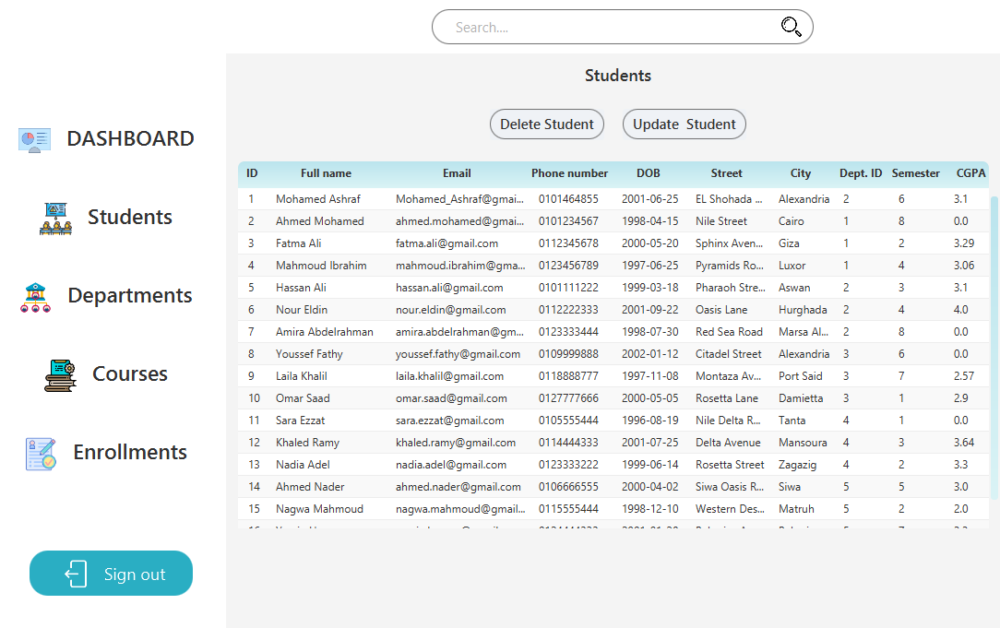 Search....
Students
Delete Student
Update Student
DASHBOARD
Students
Departments
Courses
Enrollments
Sign out
ID Full name Email Phone number DOB Street City Dept. ID Semester CGPA
1 Mohamed Ashraf Mohamed_Ashraf@gmai... 0101464855 2001-06-25 EL Shohada ... Alexandria 2 6 3.1
2 Ahmed Mohamed ahmed.mohamed@gmai... 0101234567 1998-04-15 Nile Street Cairo 1 8 0.0
3 Fatma Ali fatma.ali@gmail.com 0112345678 2000-05-20 Sphinx Aven... Giza 1 2 3.29
4 Mahmoud Ibrahim mahmoud.ibrahim@gma... 0123456789 1997-06-25 Pyramids Ro... Luxor 1 4 3.06
5 Hassan Ali hassan.ali@gmail.com 0101111222 1999-03-18 Pharaoh Stre... Aswan 2 3 3.1
6 Nour Eldin nour.eldin@gmail.com 0112222333 2001-09-22 Oasis Lane Hurghada 2 4 4.0
7 Amira Abdelrahman amira.abdelrahman@gm... 0123333444 1998-07-30 Red Sea Road Marsa Al... 2 8 0.0
8 Youssef Fathy youssef.fathy@gmail.com 0109999888 2002-01-12 Citadel Street Alexandria 3 6 0.0
9 Laila Khalil laila.khalil@gmail.com 0118888777 1997-11-08 Montaza Av... Port Said 3 7 2.57
10 Omar Saad omar.saad@gmail.com 0127777666 2000-05-05 Rosetta Lane Damietta 3 1 2.9
11 Sara Ezzat sara.ezzat@gmail.com 0105555444 1996-08-19 Nile Delta R... Tanta 4 1 0.0
12 Khaled Ramy khaled.ramy@gmail.com 0114444333 2001-07-25 Delta Avenue Mansoura 4 3 3.64
13 Nadia Adel nadia.adel@gmail.com 0123333222 1999-06-14 Rosetta Street Zagazig 4 2 3.3
14 Ahmed Nader ahmed.nader@gmail.com 0106666555 2000-04-02 Siwa Oasis R... Siwa 5 5 3.0
15 Nagwa Mahmoud nagwa.mahmoud@gmail... 0115555444 1998-12-10 Western Des... Matruh 5 2 2.0